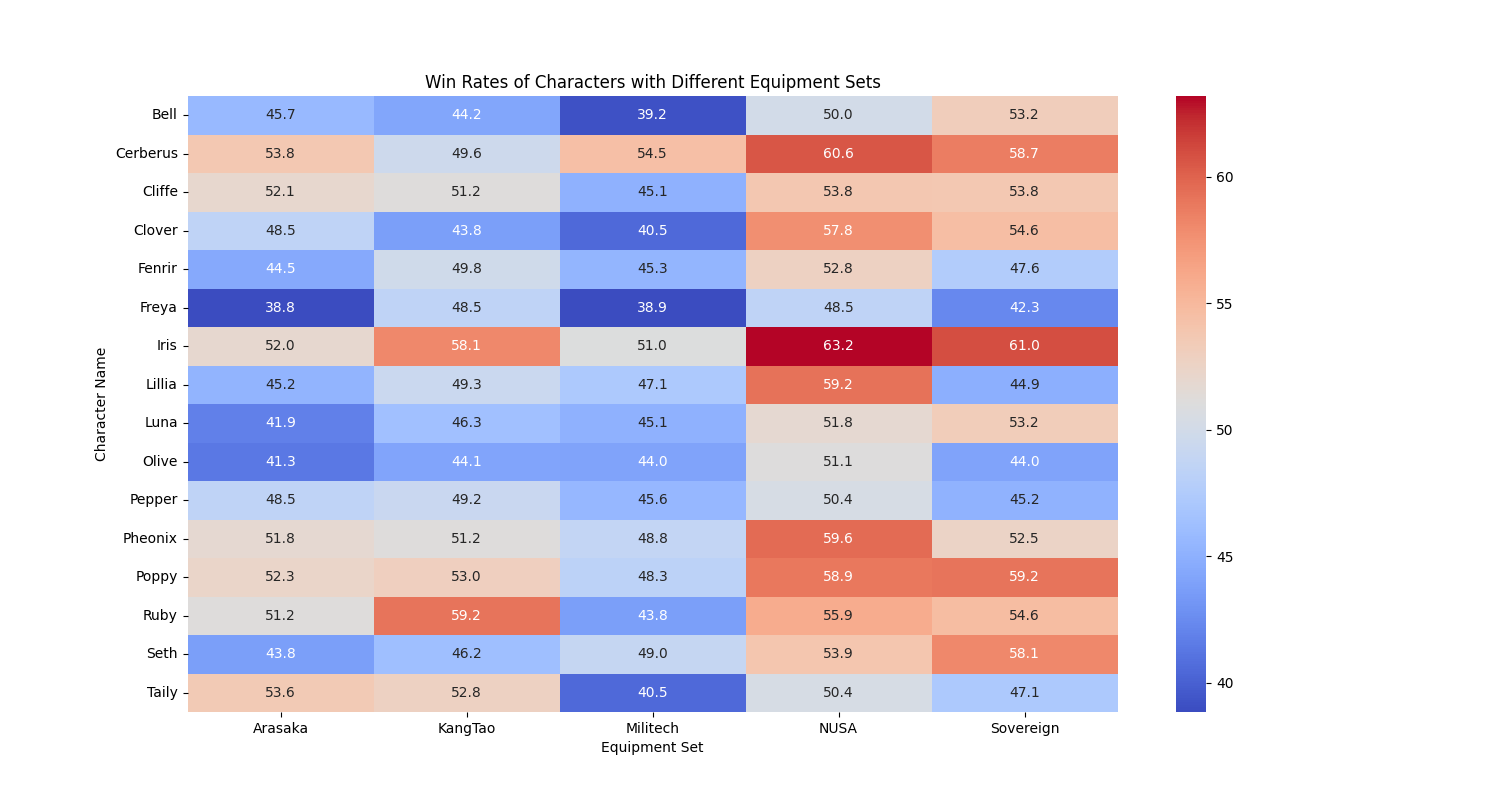 Win Rates of Characters with Different Equipment Sets
Character Name
Bell 45.7 44.2 39.2 50.0 53.2
Cerberus 53.8 49.6 54.5 60.6 58.7
Cliffe 52.1 51.2 45.1 53.8 53.8
Clover 48.5 43.8 40.5 57.8 54.6
Fenrir 44.5 49.8 45.3 52.8 47.6
Freya 38.8 48.5 38.9 48.5 42.3
Iris 52.0 58.1 51.0 63.2 61.0
Lillia 45.2 49.3 47.1 59.2 44.9
Luna 41.9 46.3 45.1 51.8 53.2
Olive 41.3 44.1 44.0 51.1 44.0
Pepper 48.5 49.2 45.6 50.4 45.2
Pheonix 51.8 51.2 48.8 59.6 52.5
Poppy 52.3 53.0 48.3 58.9 59.2
Ruby 51.2 59.2 43.8 55.9 54.6
Seth 43.8 46.2 49.0 53.9 58.1
Taily 53.6 52.8 40.5 50.4 47.1
Arasaka KangTao Militech NUSA Sovereign
Equipment Set
60
55
50
45
40